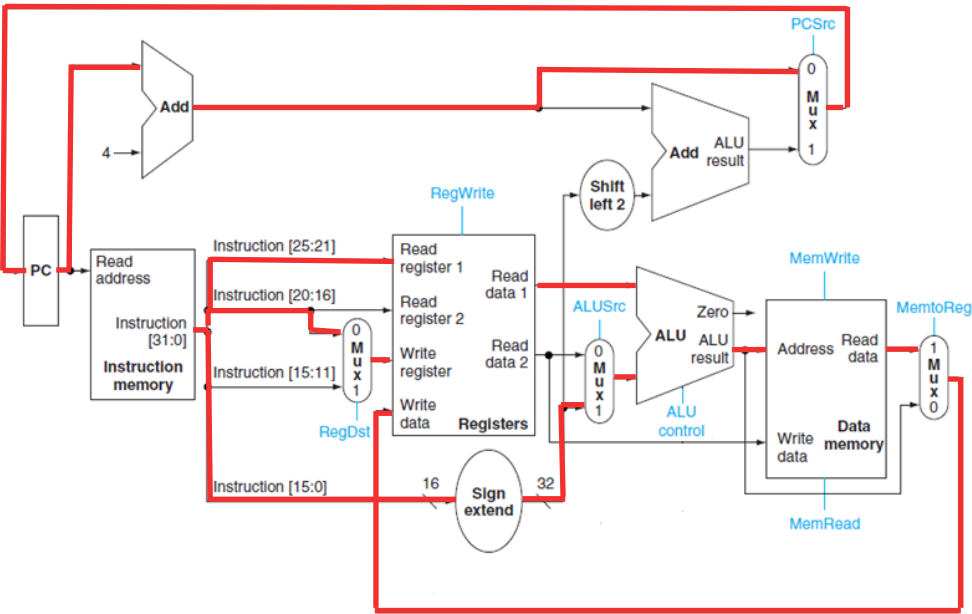 PCSrc
0
M
u
x
1
Add
4
Add
ALU
result
Shift
left 2
RegWrite
PC
Read
address
Instruction
[31:0]
Instruction
memory
Instruction [25:21]
Instruction [20:16]
Instruction [15:11]
Instruction [15:0]
0
M
u
x
1
RegDst
Read
register 1
Read
register 2
Write
register
Write
data
Read
data 1
Read
data 2
Registers
16
Sign
extend
32
ALUSrc
0
M
u
x
1
Zero
ALU
ALU
result
ALU
control
MemWrite
Address
Read
data
Write
data
Data
memory
MemRead
MemtoReg
1
M
u
x
0